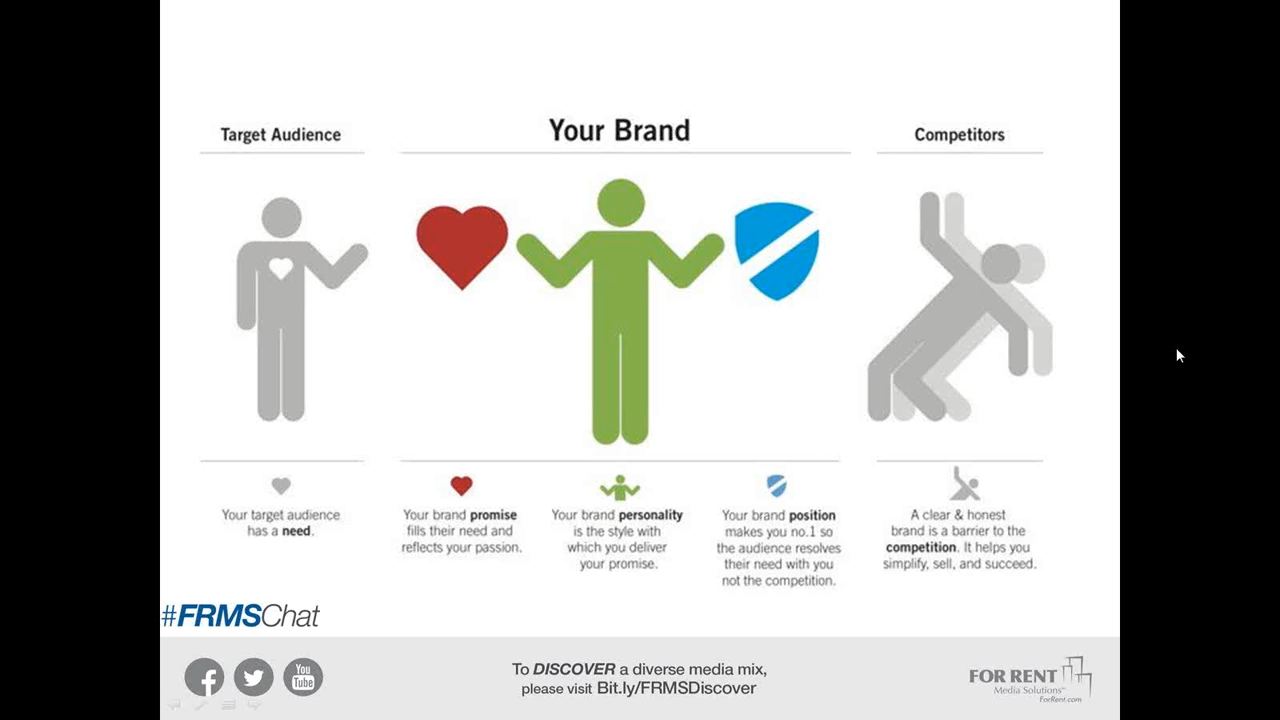 Target Audience
Your Brand
Competitors
Your target audience
has a need.
Your brand promise
fills their need and
reflects your passion.
Your brand personality
is the style with
which you deliver
your promise.
Your brand position
makes you no.1 so
the audience resolves
their need with you
not the competition.
A clear & honest
brand is a barrier to the
competition. It helps you
simplify, sell, and succeed.
#FRMSChat
You
Tube
To DISCOVER a diverse media mix,
please visit Bit.ly/FRMSDiscover
FOR RENT
Media Solutions™
ForRent.com